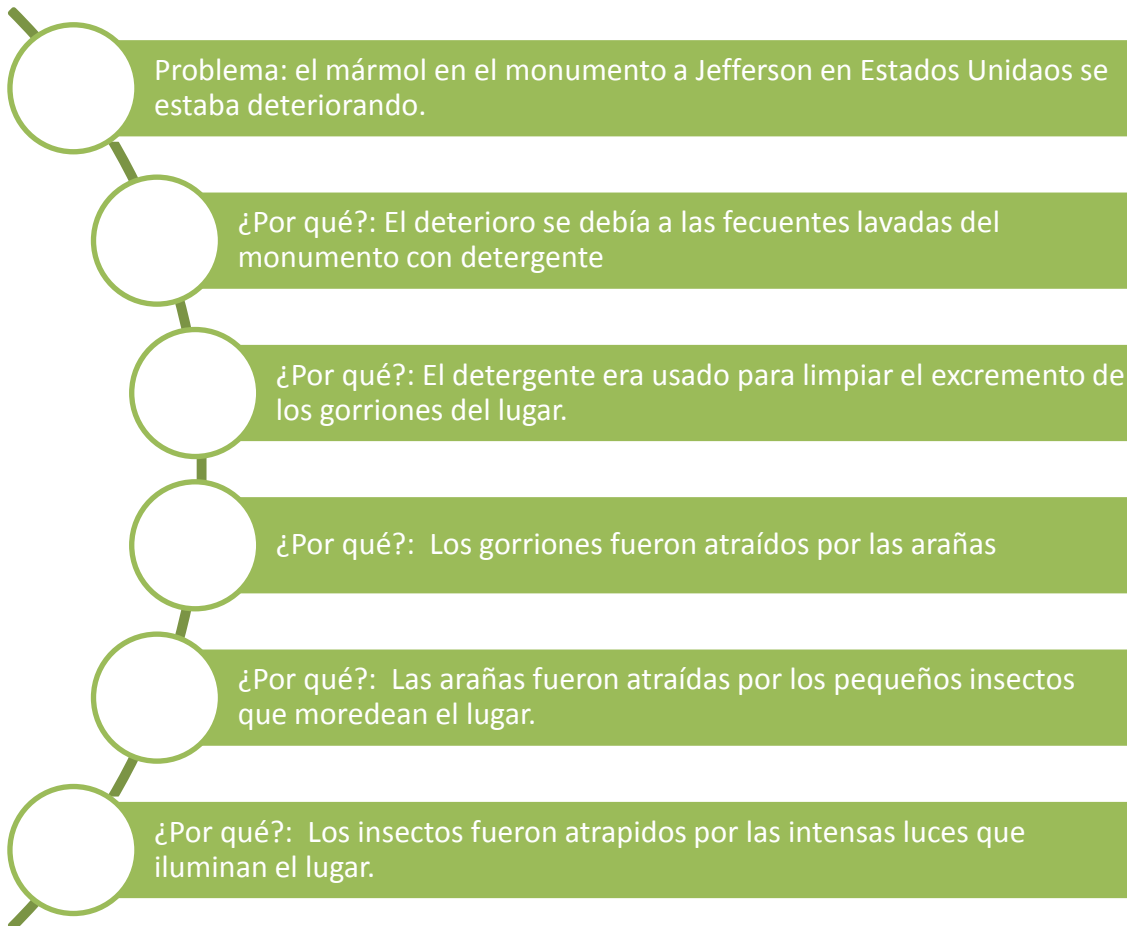 Problema: el mármol en el monumento a Jefferson en Estados Unidaos se
estaba deteriorando.
¿Por qué?: El deterioro se debía a las fecuentes lavadas del
monumento con detergente
¿Por qué?: El detergente era usado para limpiar el excremento de
los gorriones del lugar.
¿Por qué?:  Los gorriones fueron atraídos por las arañas
¿Por qué?:  Las arañas fueron atraídas por los pequeños insectos
que moredean el lugar.
¿Por qué?:  Los insectos fueron atrapidos por las intensas luces que
iluminan el lugar.